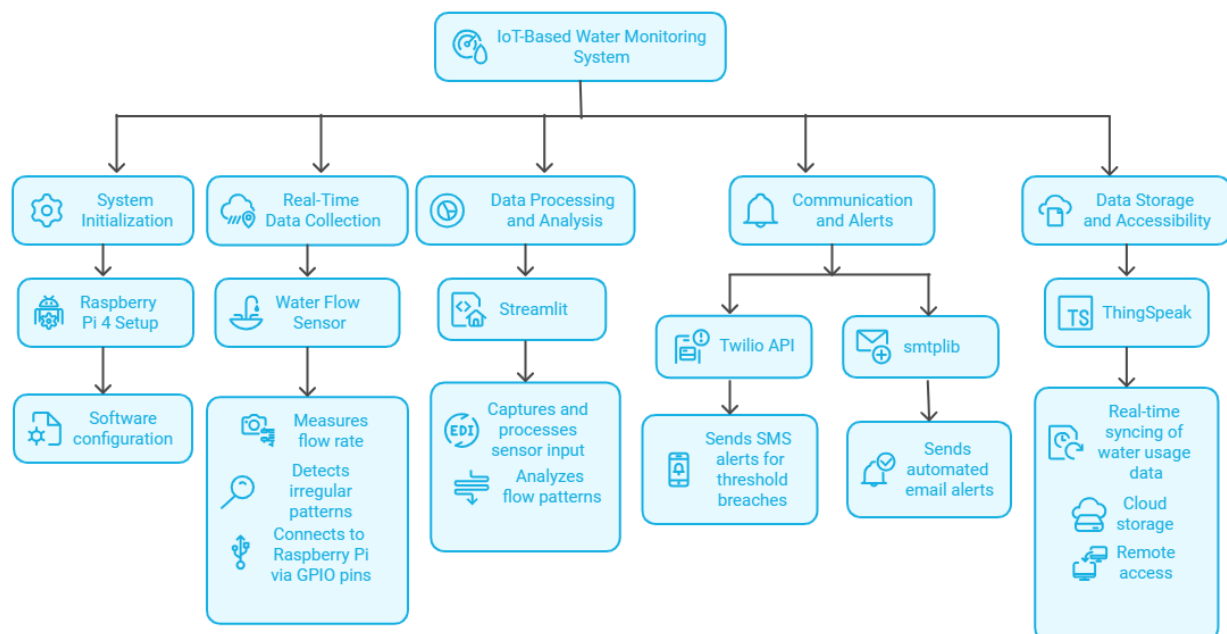 IoT-Based Water Monitoring
System
System
Initialization
Real-Time
Data Collection
Data Processing
and Analysis
Communication
and Alerts
Data Storage
and Accessibility
Raspberry
Pi 4 Setup
Water Flow
Sensor
Streamlit
Twilio API
smtplib
TS
ThingSpeak
Software
configuration
Measures
flow rate
Detects
irregular
patterns
Connects to
Raspberry Pi
via GPIO pins
EDI
Captures and
processes
sensor input
Analyzes
flow patterns
Sends SMS
alerts for
threshold
breaches
Sends
automated
email alerts
Real-time
syncing of
water usage
data
Cloud
storage
Remote
access